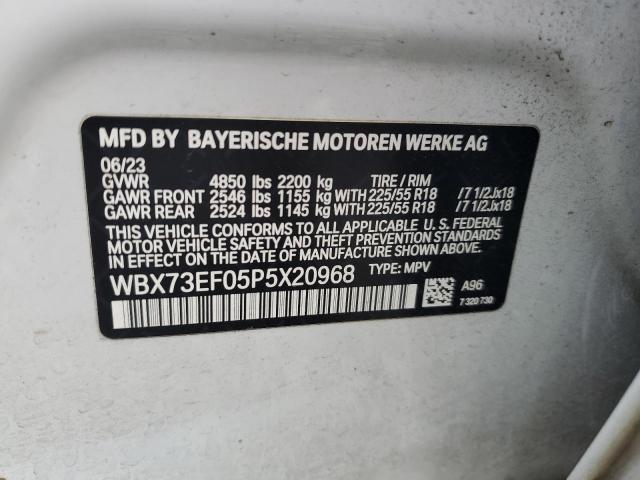 MFD BY BAYERISCHE MOTOREN WERKE AG
06/23
GVWR 4850 lbs 2200 kg TIRE / RIM
GAWR FRONT 2546 lbs 1155 kg WITH 225/55 R18 /7 1/2Jx18
GAWR REAR 2524 lbs 1145 kg WITH 225/55 R18 /7 1/2Jx18
THIS VEHICLE CONFORMS TO ALL APPLICABLE U. S. FEDERAL
MOTOR VEHICLE SAFETY AND THEFT PREVENTION STANDARDS
IN EFFECT ON THE DATE OF MANUFACTURE SHOWN ABOVE.
WBX73EF05P5X20968 TYPE: MPV
A96
7 320 730